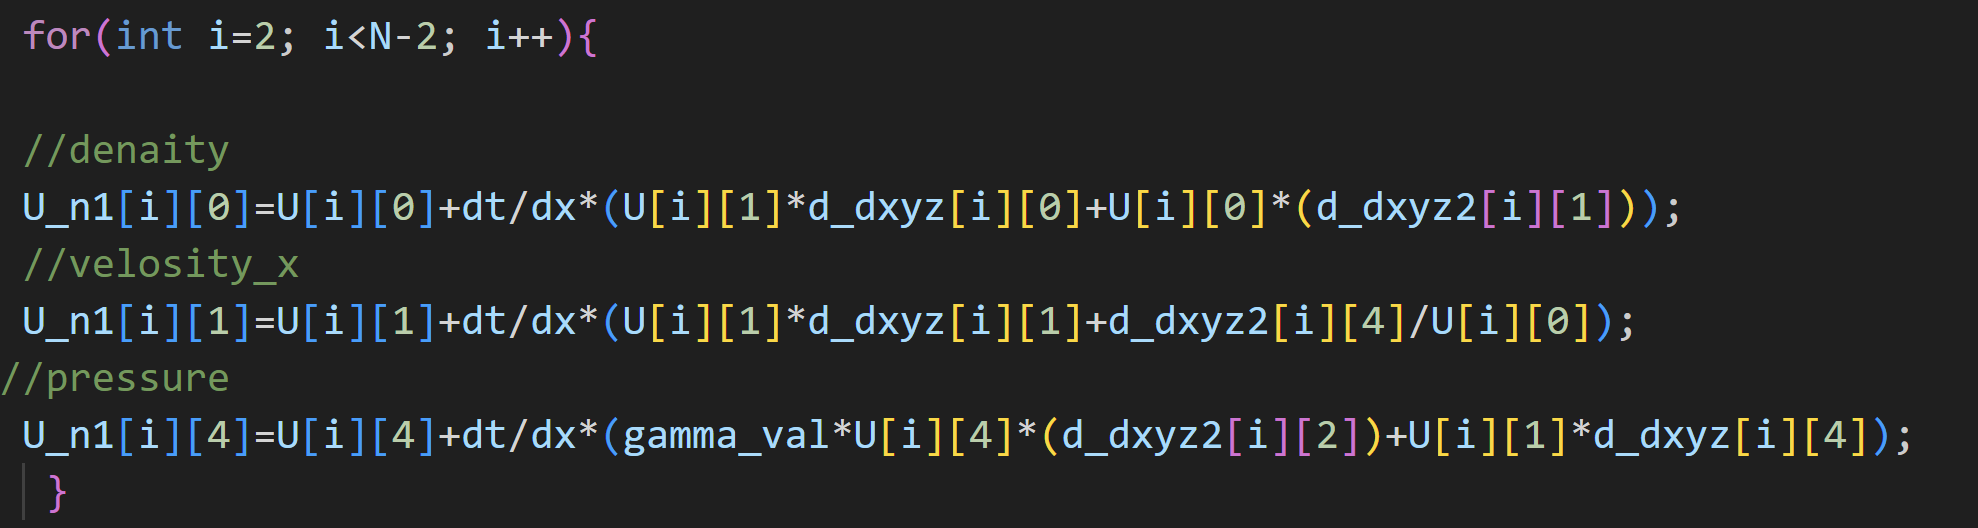 for(int i=2; i<N-2; i++){
//denaity
U_n1[i][0]=U[i][0]+dt/dx*(U[i][1]*d_dxyz[i][0]+U[i][0]*(d_dxyz2[i][1]));
//velosity_x
U_n1[i][1]=U[i][1]+dt/dx*(U[i][1]*d_dxyz[i][1]+d_dxyz2[i][4]/U[i][0]);
//pressure
U_n1[i][4]=U[i][4]+dt/dx*(gamma_val*U[i][4]*(d_dxyz2[i][2])+U[i][1]*d_dxyz[i][4]);
}